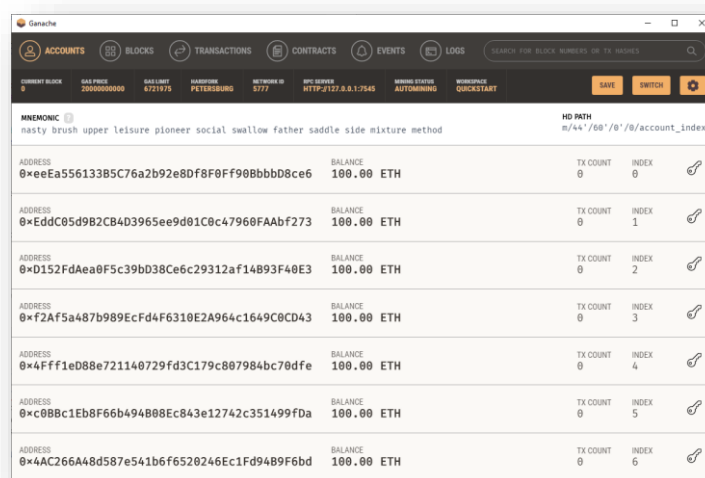 Ganache
ACCOUNTS BLOCKS TRANSACTIONS CONTRACTS EVENTS LOGS SEARCH FOR BLOCK NUMBERS OR TX HASHES
CURRENT BLOCK GAS PRICE GAS LIMIT HARDFORK NETWORK ID RPC SERVER MINING STATUS WORKSPACE
0 20000000000 6721975 PETERSBURG 5777 HTTP://127.0.0.1:7545 AUTOMINING QUICKSTART SAVE SWITCH
MNEMONIC ? HD PATH
nasty brush upper leisure pioneer social swallow father saddle side mixture method m/44'/60'/0'/0/account_index
ADDRESS BALANCE TX COUNT INDEX
0×eeEa556133B5C76a2b92e8Df8F0Ff90BbbbD8ce6 100.00 ETH 0 0
ADDRESS BALANCE TX COUNT INDEX
0×EddC05d9B2CB4D3965ee9d01C0c47960FAAbf273 100.00 ETH 0 1
ADDRESS BALANCE TX COUNT INDEX
0×D152FdAea0F5c39bD38Ce6c29312af14B93F40E3 100.00 ETH 0 2
ADDRESS BALANCE TX COUNT INDEX
0×f2Af5a487b989EcFd4F6310E2A964c1649C0CD43 100.00 ETH 0 3
ADDRESS BALANCE TX COUNT INDEX
0×4Fff1eD88e721140729fd3C179c807984bc70dfe 100.00 ETH 0 4
ADDRESS BALANCE TX COUNT INDEX
0×c0BBc1Eb8F66b494B08Ec843e12742c351499fDa 100.00 ETH 0 5
ADDRESS BALANCE TX COUNT INDEX
0×4AC266A48d587e541b6f6520246Ec1Fd94B9F6bd 100.00 ETH 0 6